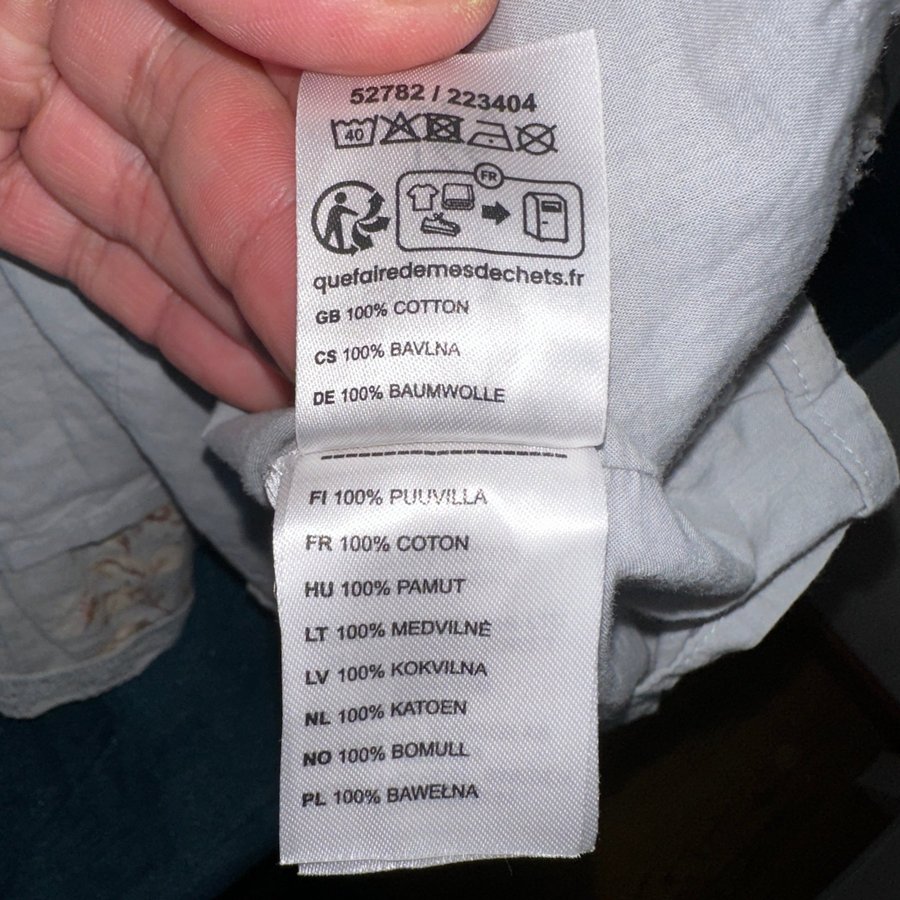 52782 / 223404
40
FR
quefairedemesdechets.fr
GB 100% COTTON
CS 100% BAVLNA
DE 100% BAUMWOLLE
FI 100% PUUVILLA
FR 100% COTON
HU 100% PAMUT
LT 100% MEDVILNĖ
LV 100% KOKVILNA
NL 100% KATOEN
NO 100% BOMULL
PL 100% BAWEŁNA